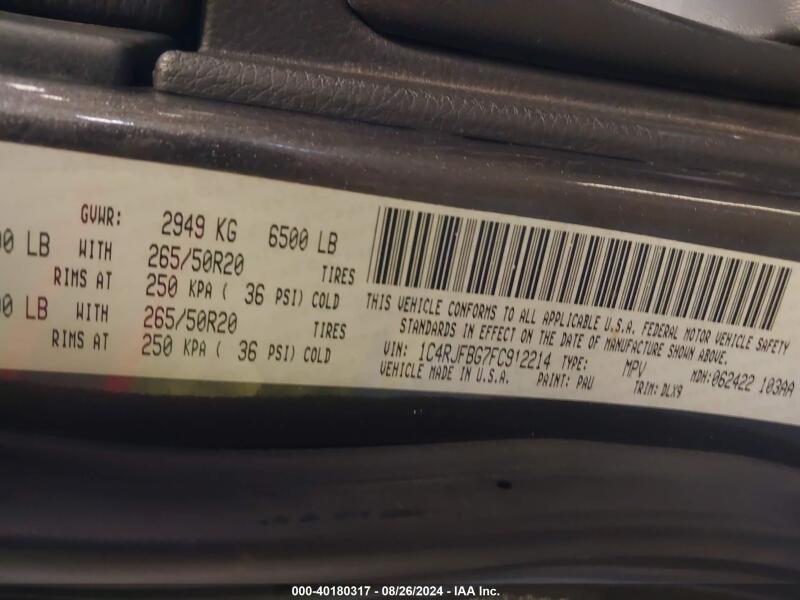 GVWR: 2949 KG 6500 LB
00 LB WITH 265/50R20 TIRES
RIMS AT 250 KPA ( 36 PSI) COLD
00 LB WITH 265/50R20 TIRES
RIMS AT 250 KPA ( 36 PSI) COLD
THIS VEHICLE CONFORMS TO ALL APPLICABLE U.S.A. FEDERAL MOTOR VEHICLE SAFETY
STANDARDS IN EFFECT ON THE DATE OF MANUFACTURE SHOWN ABOVE.
VIN: 1C4RJFBG7FC912214 TYPE: MPV MDH:062422 103AA
VEHICLE MADE IN U.S.A. PAINT: PAU TRIM:DLX9
000-40180317 - 08/26/2024 - IAA Inc.